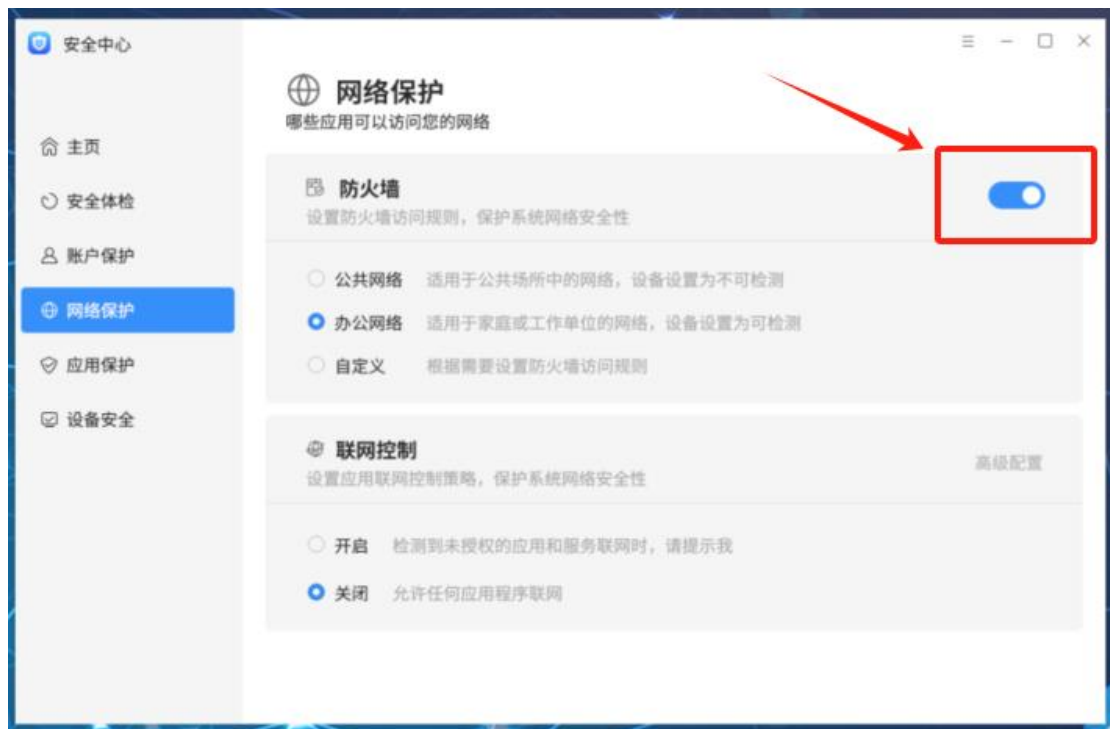 安全中心
网络保护
哪些应用可以访问您的网络
主页
安全体检
账户保护
网络保护
应用保护
设备安全
防火墙
设置防火墙访问规则，保护系统网络安全性
公共网络 适用于公共场所中的网络，设备设置为不可检测
办公网络 适用于家庭或工作单位的网络，设备设置为可检测
自定义 根据需要设置防火墙访问规则
联网控制
设置应用联网控制策略，保护系统网络安全性
高级配置
开启 检测到未授权的应用和服务联网时，请提示我
关闭 允许任何应用程序联网